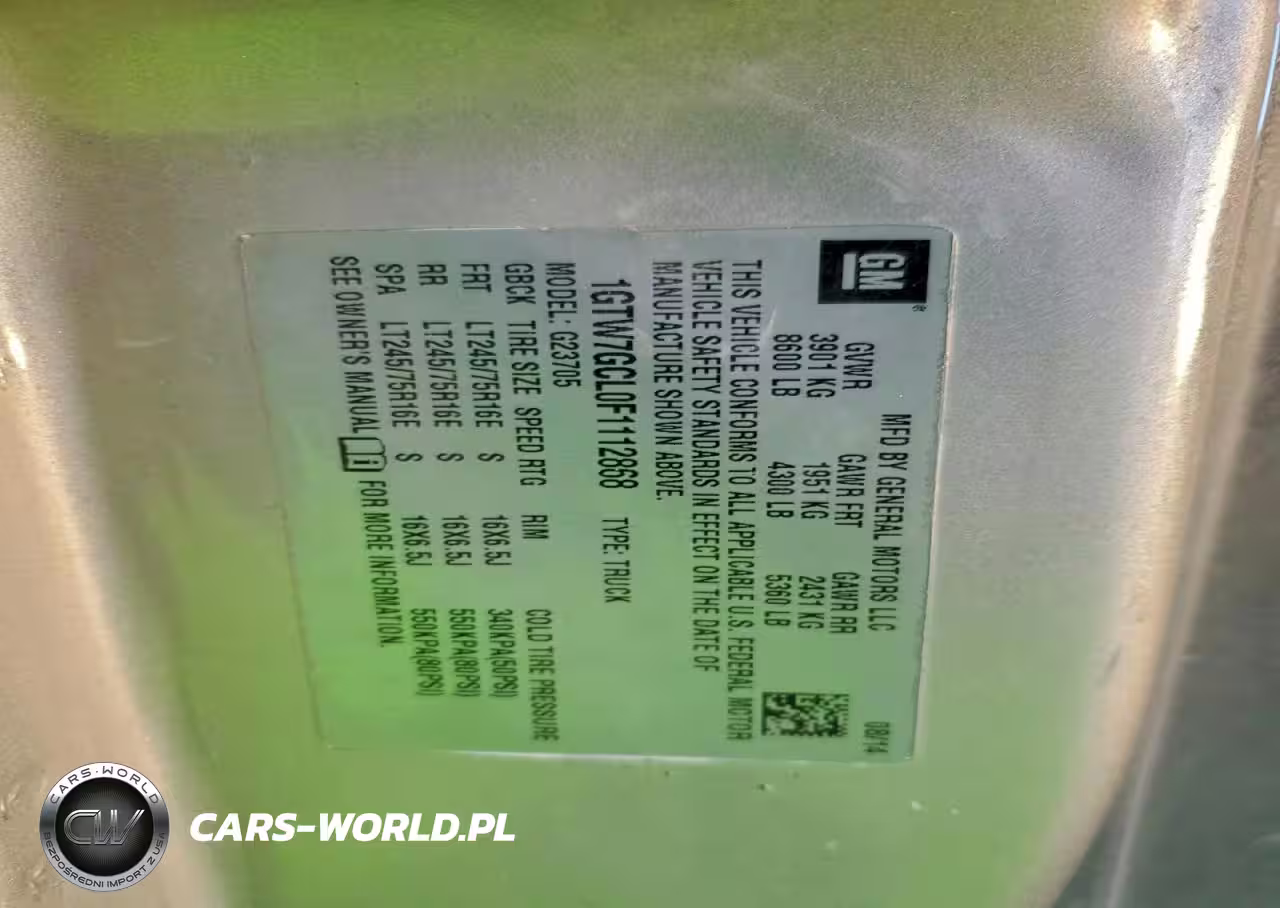 GM
MFD BY GENERAL MOTORS LLC 08/14
GVWR GAWR FRT GAWR RR
3901 KG 1951 KG 2431 KG
8600 LB 4300 LB 5360 LB
THIS VEHICLE CONFORMS TO ALL APPLICABLE U.S. FEDERAL MOTOR
VEHICLE SAFETY STANDARDS IN EFFECT ON THE DATE OF
MANUFACTURE SHOWN ABOVE.
1GTW7GCL0F1112868 TYPE: TRUCK
MODEL: G23705
GBCK TIRE SIZE SPEED RTG RIM COLD TIRE PRESSURE
FRT LT245/75R16E S 16X6.5J 340KPA(50PSI)
RR LT245/75R16E S 16X6.5J 550KPA(80PSI)
SPA LT245/75R16E S 16X6.5J 550KPA(80PSI)
SEE OWNER'S MANUAL FOR MORE INFORMATION.
CARS-WORLD
CW
BEZPOŚREDNI IMPORT Z USA
CARS-WORLD.PL